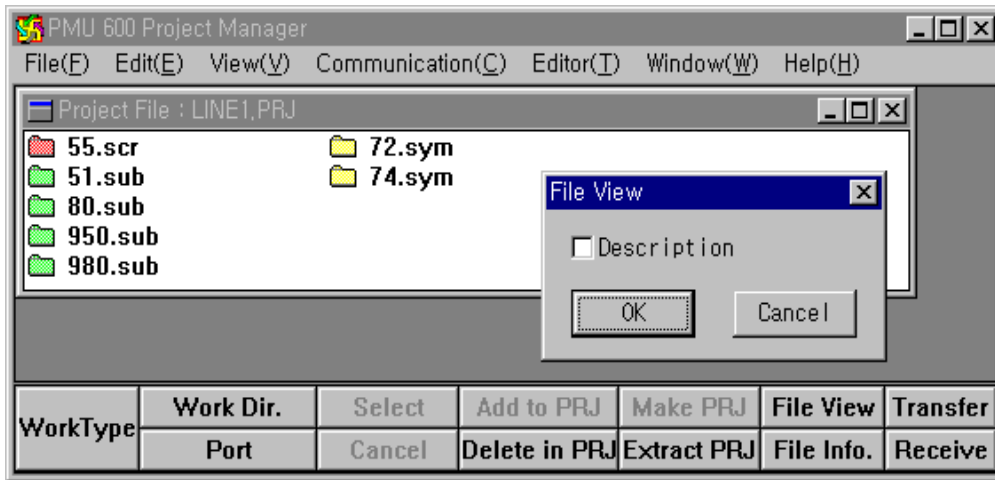 PMU 600 Project Manager
File(F) Edit(E) View(V) Communication(C) Editor(T) Window(W) Help(H)
Project File : LINE1,PRJ
55.scr 72.sym
51.sub 74.sym
80.sub
950.sub
980.sub
File View
Description
OK Cancel
WorkType
Work Dir. Select Add to PRJ Make PRJ File View Transfer
Port Cancel Delete in PRJ Extract PRJ File Info. Receive